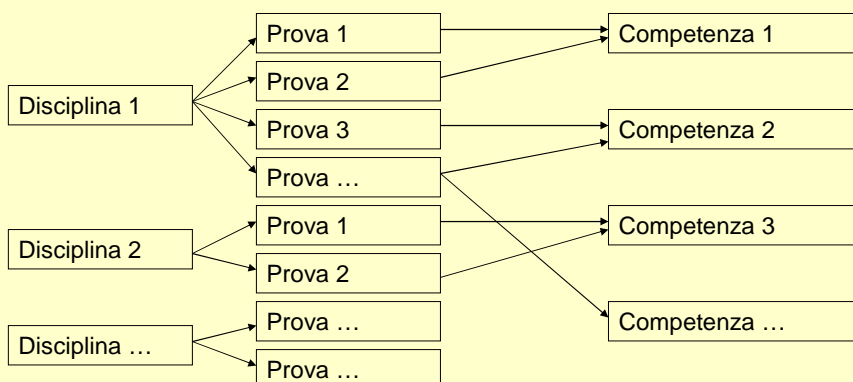 Disciplina 1
Prova 1
Prova 2
Prova 3
Prova …
Competenza 1
Competenza 2
Disciplina 2
Prova 1
Prova 2
Competenza 3
Disciplina …
Prova …
Prova …
Competenza …